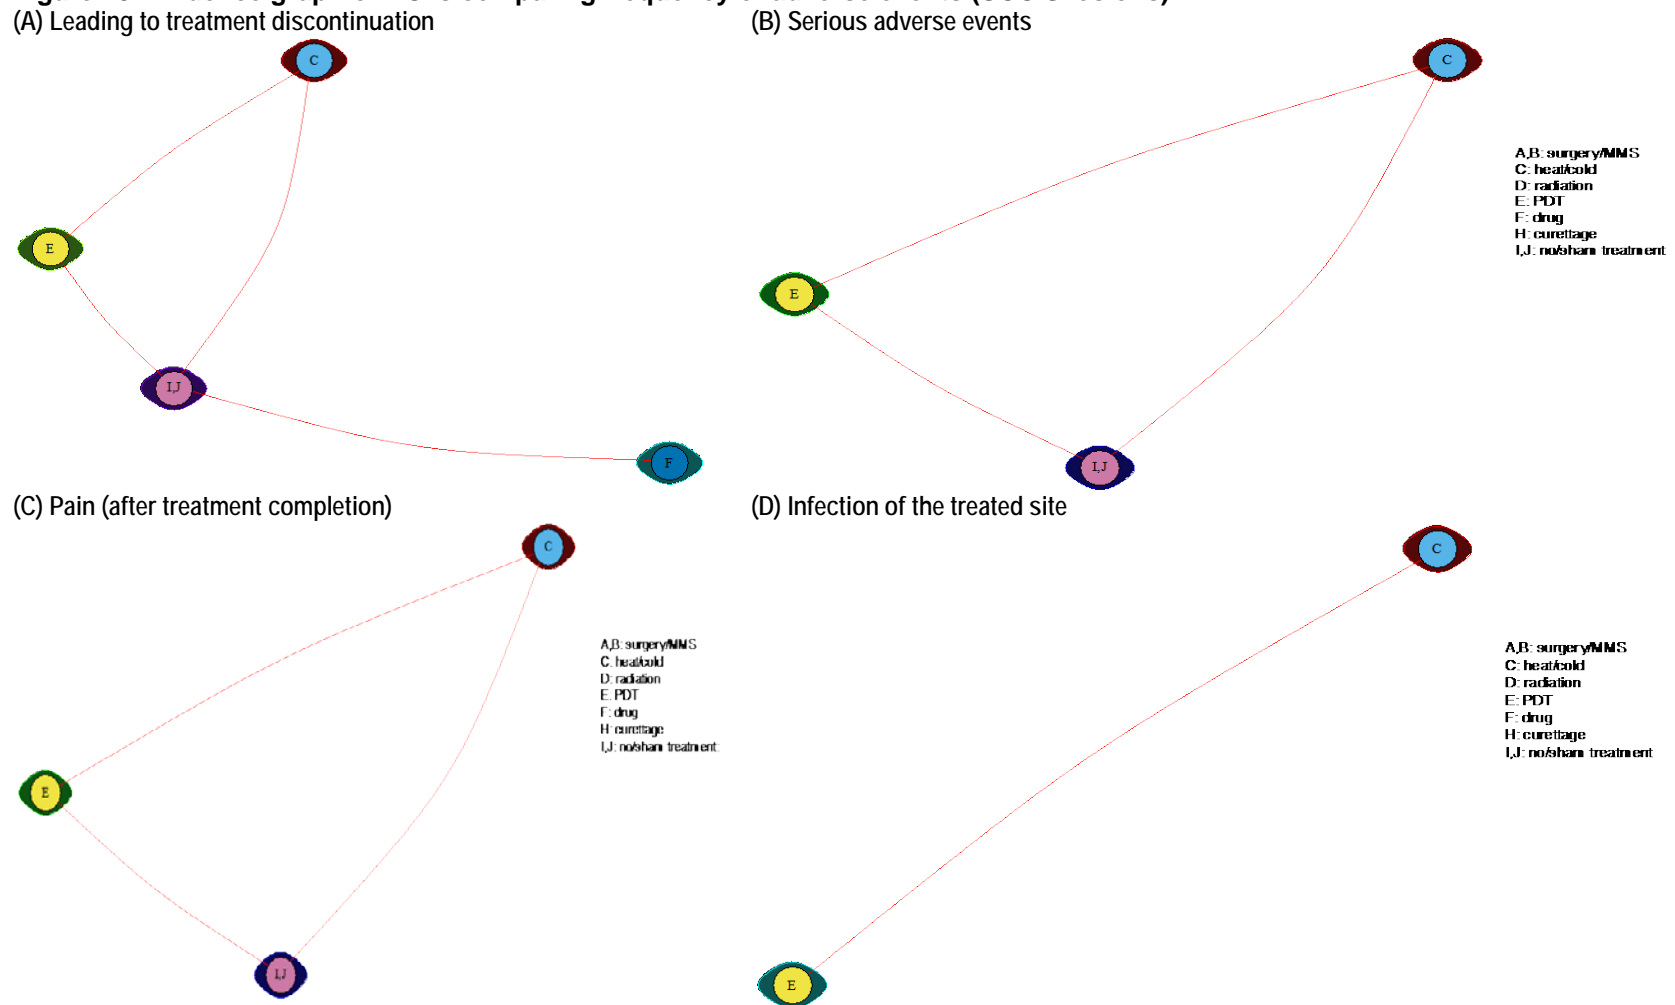 (A) Leading to treatment discontinuation
C
E
I,J
F
(B) Serious adverse events
C
E
I,J
A,B: surgery/MMS
C: heat/cold
D: radiation
E: PDT
F: drug
H: curettage
I,J: no/sham treatment
(C) Pain (after treatment completion)
C
E
I,J
A,B: surgery/MMS
C: heat/cold
D: radiation
E: PDT
F: drug
H: curettage
I,J: no/sham treatment
(D) Infection of the treated site
C
E
A,B: surgery/MMS
C: heat/cold
D: radiation
E: PDT
F: drug
H: curettage
I,J: no/sham treatment